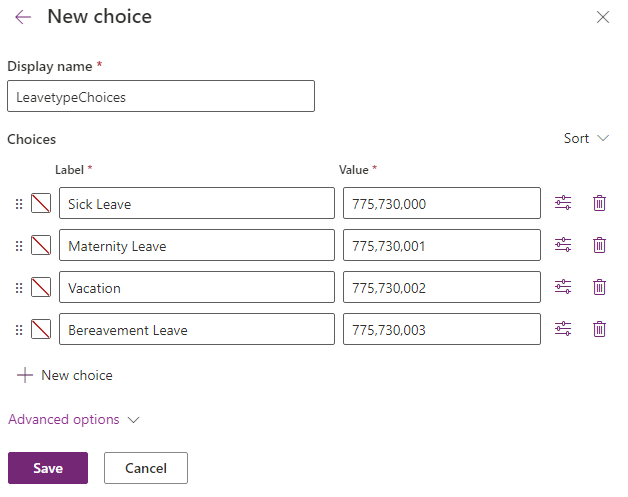 New choice
Display name *
LeavetypeChoices
Choices
Sort
Label * Value *
Sick Leave 775,730,000
Maternity Leave 775,730,001
Vacation 775,730,002
Bereavement Leave 775,730,003
New choice
Advanced options
Save Cancel